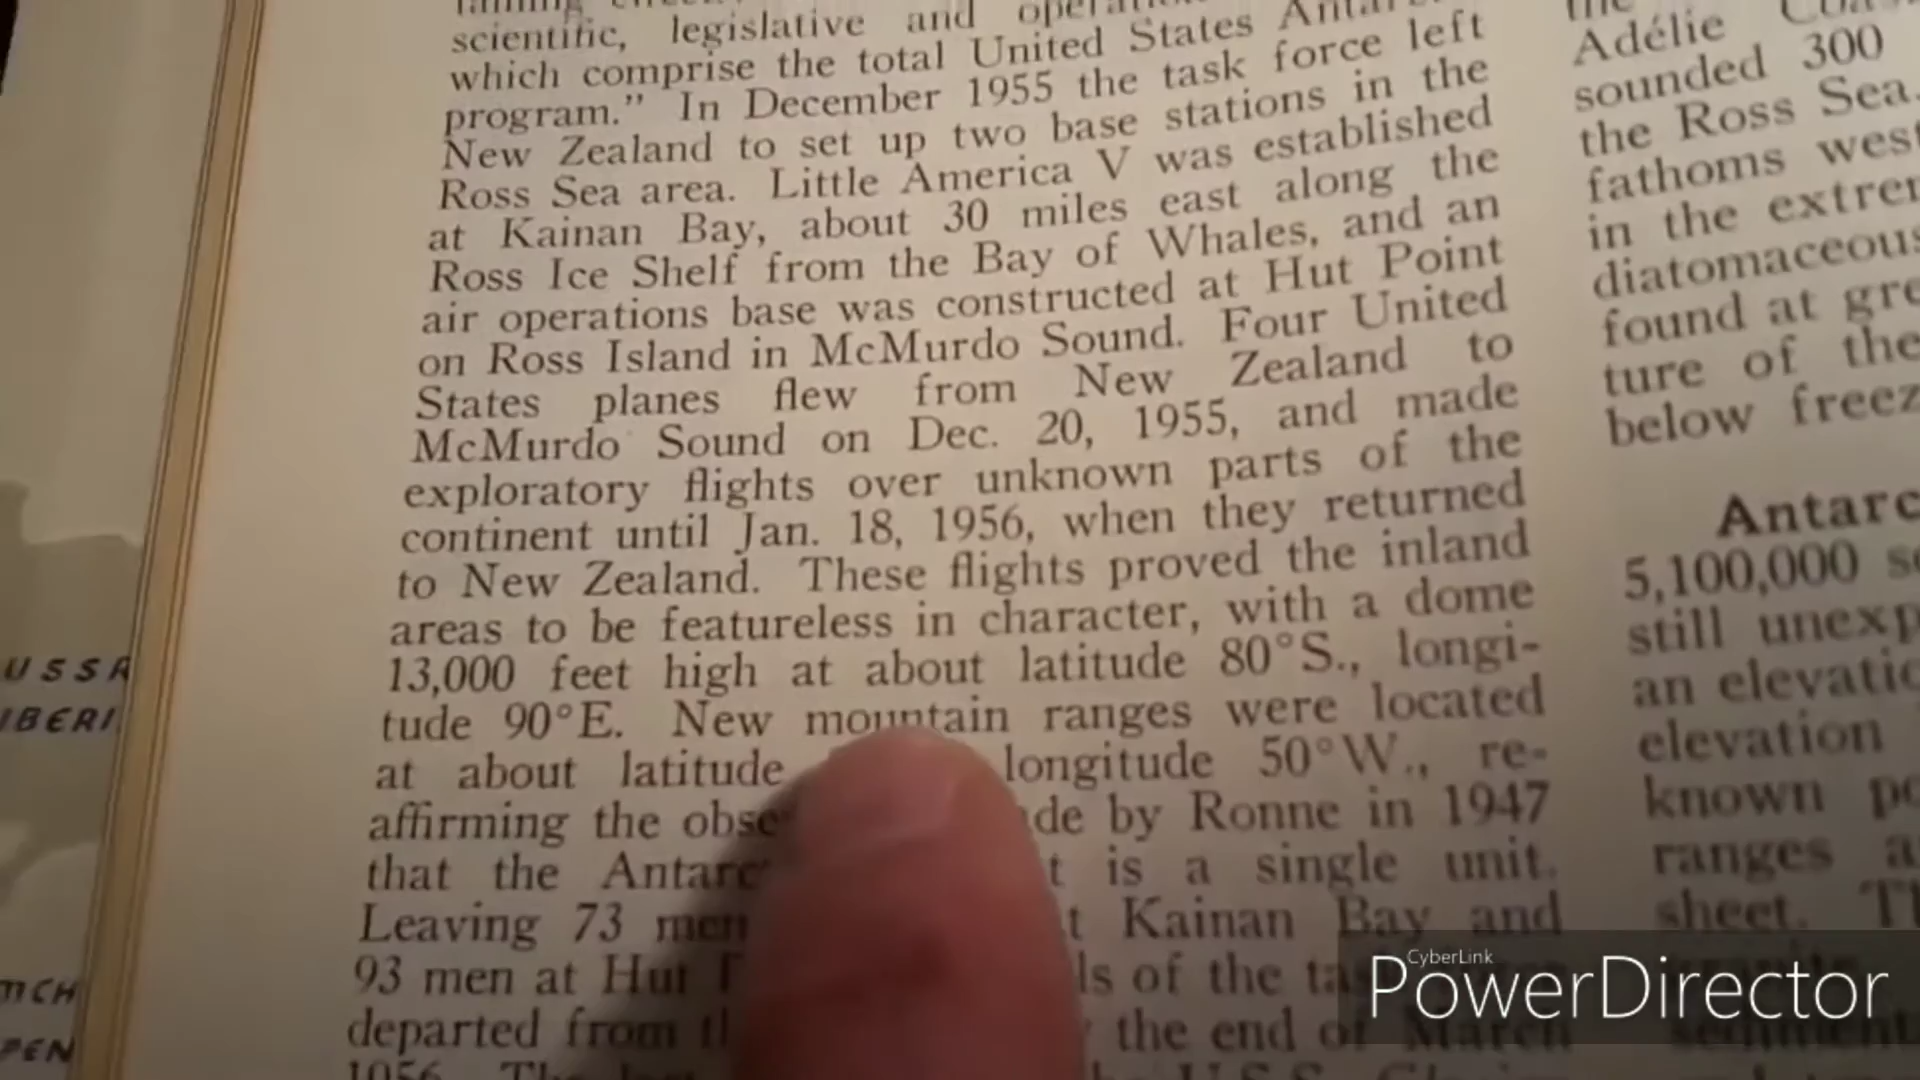 scientific, legislative and
which comprise the total United States
program." In December 1955 the task force left
New Zealand to set up two base stations in the
Ross Sea area. Little America V was established
at Kainan Bay, about 30 miles east along the
Ross Ice Shelf from the Bay of Whales, and an
air operations base was constructed at Hut Point
on Ross Island in McMurdo Sound. Four United
States planes flew from New Zealand to
McMurdo Sound on Dec. 20, 1955, and made
exploratory flights over unknown parts of the
continent until Jan. 18, 1956, when they returned
to New Zealand. These flights proved the inland
areas to be featureless in character, with a dome
13,000 feet high at about latitude 80°S., longi-
tude 90°E. New mountain ranges were located
at about latitude longitude 50°W., re-
affirming the by Ronne in 1947
that the is a single unit.
Leaving 73 men Kainan Bay and
93 men at Hut of the
departed from the end of March
1956. The
Adélie
sounded 300
the Ross Sea.
fathoms west
in the
diatomaceous
found at
ture of the
below
5,100,000
still
an
elevation
known
ranges
sheet.
USSR
CyberLink
PowerDirector